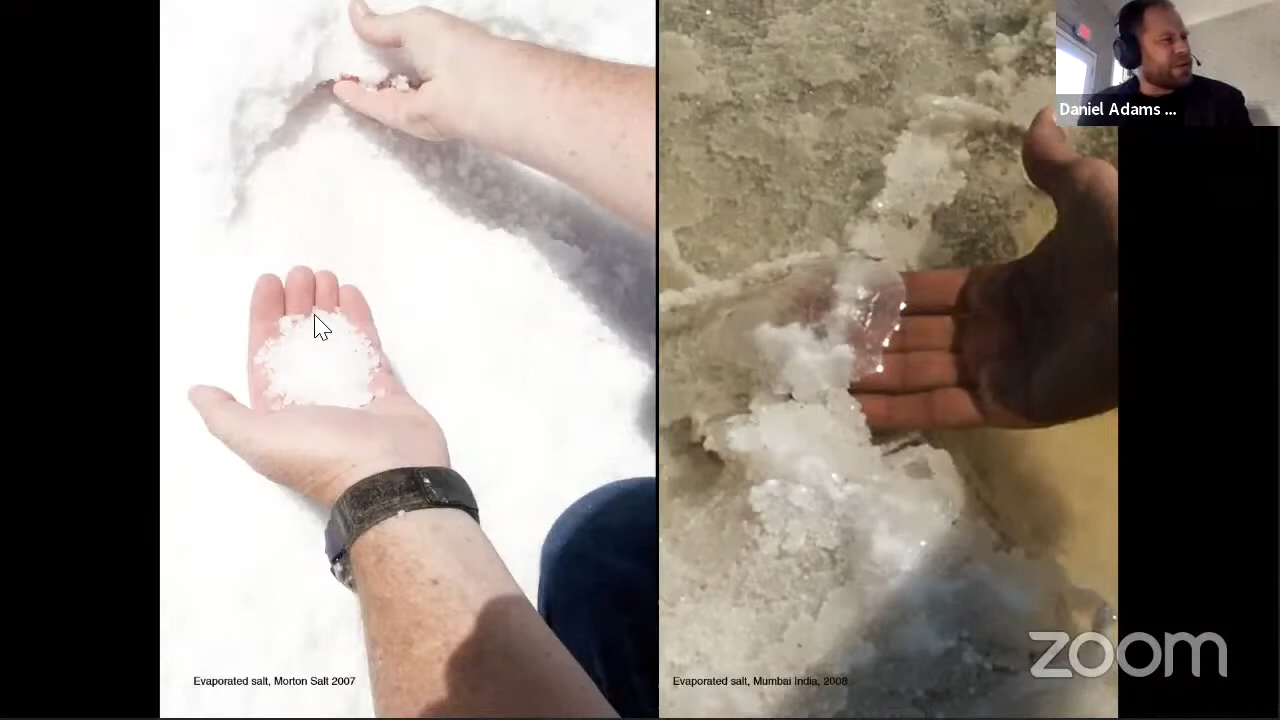 Daniel Adams ...
Evaporated salt, Morton Salt 2007
Evaporated salt, Mumbai India, 2008
zoom